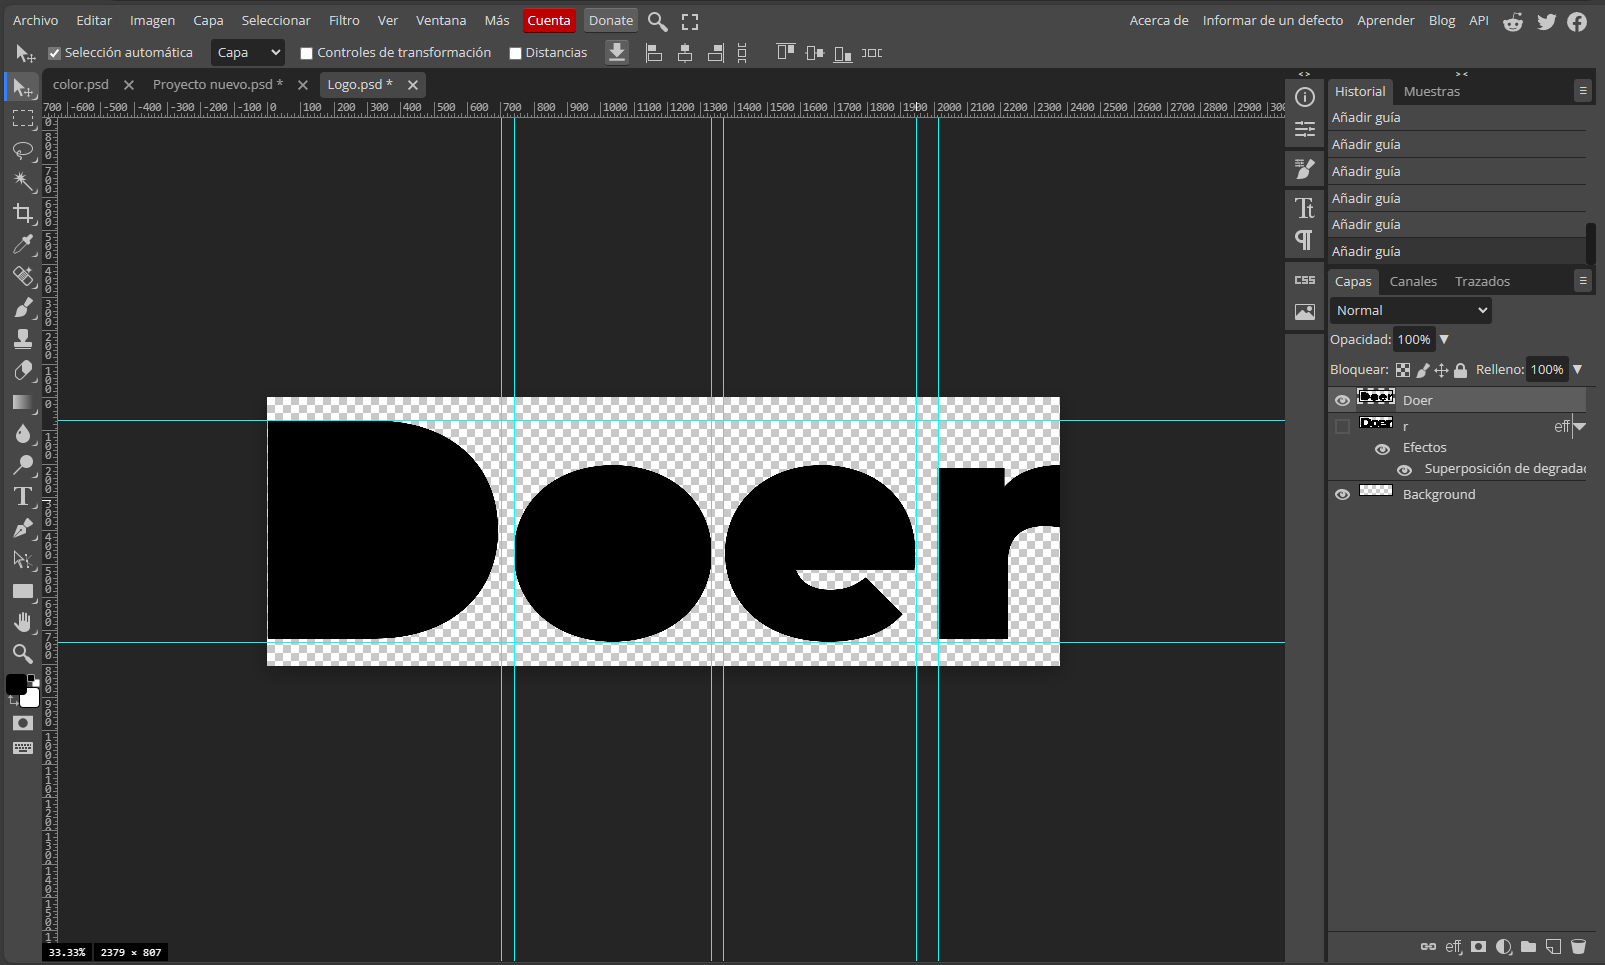 Archivo Editar Imagen Capa Seleccionar Filtro Ver Ventana Más Cuenta Donate Acerca de Informar de un defecto Aprender Blog API
Selección automática Capa Controles de transformación Distancias
color.psd Proyecto nuevo.psd * Logo.psd *
700 -600 -500 -400 -300 -200 -100 0 100 200 300 400 500 600 700 800 900 1000 1100 1200 1300 1400 1500 1600 1700 1800 1900 2000 2100 2200 2300 2400 2500 2600 2700 2800 2900
Historial Muestras
Añadir guía
Añadir guía
Añadir guía
Añadir guía
Añadir guía
Añadir guía
CSS
Capas Canales Trazados
Normal
Opacidad: 100%
Bloquear: Relleno: 100%
Doer
Doer
r eff
Efectos
Superposición de degradad
Background
Doer
33.33% 2379 × 807
eff